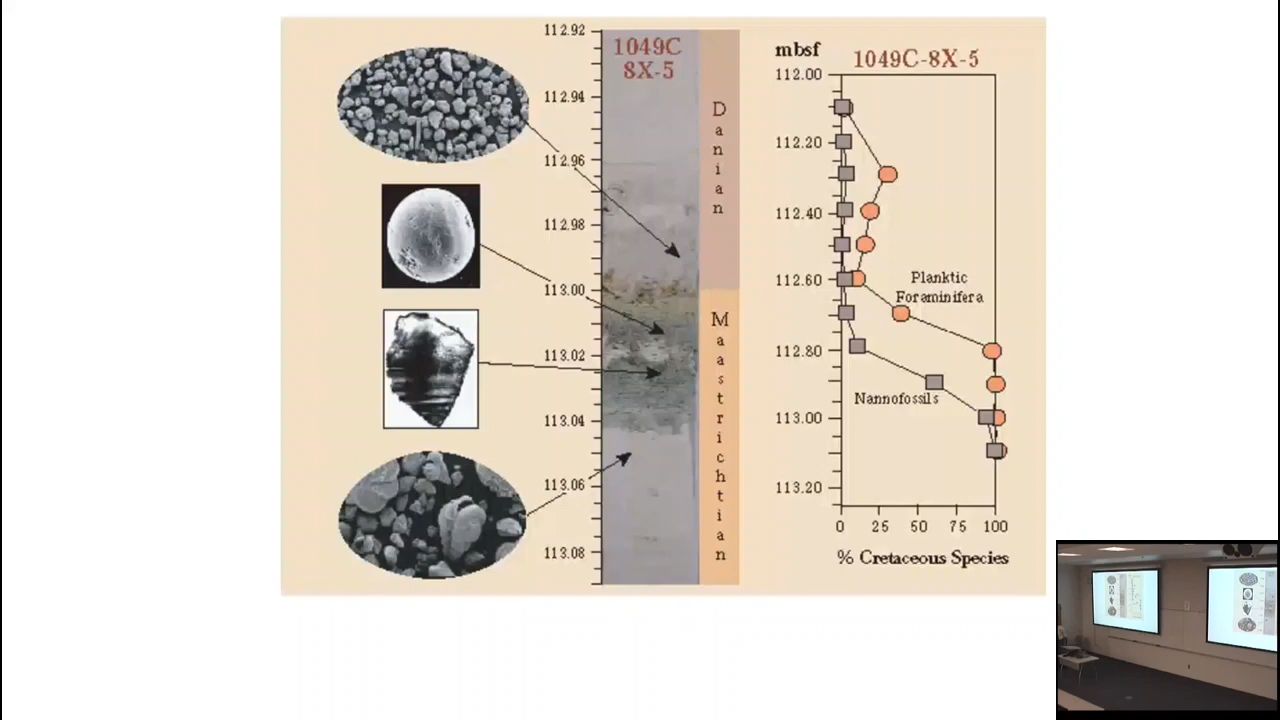 112.92
112.94
112.96
112.98
113.00
113.02
113.04
113.06
113.08
1049C
8X-5
Danian
Maastrichtian
mbsf
1049C-8X-5
112.00
112.20
112.40
112.60
112.80
113.00
113.20
Planktic
Foraminifera
Nannofossils
0 25 50 75 100
% Cretaceous Species